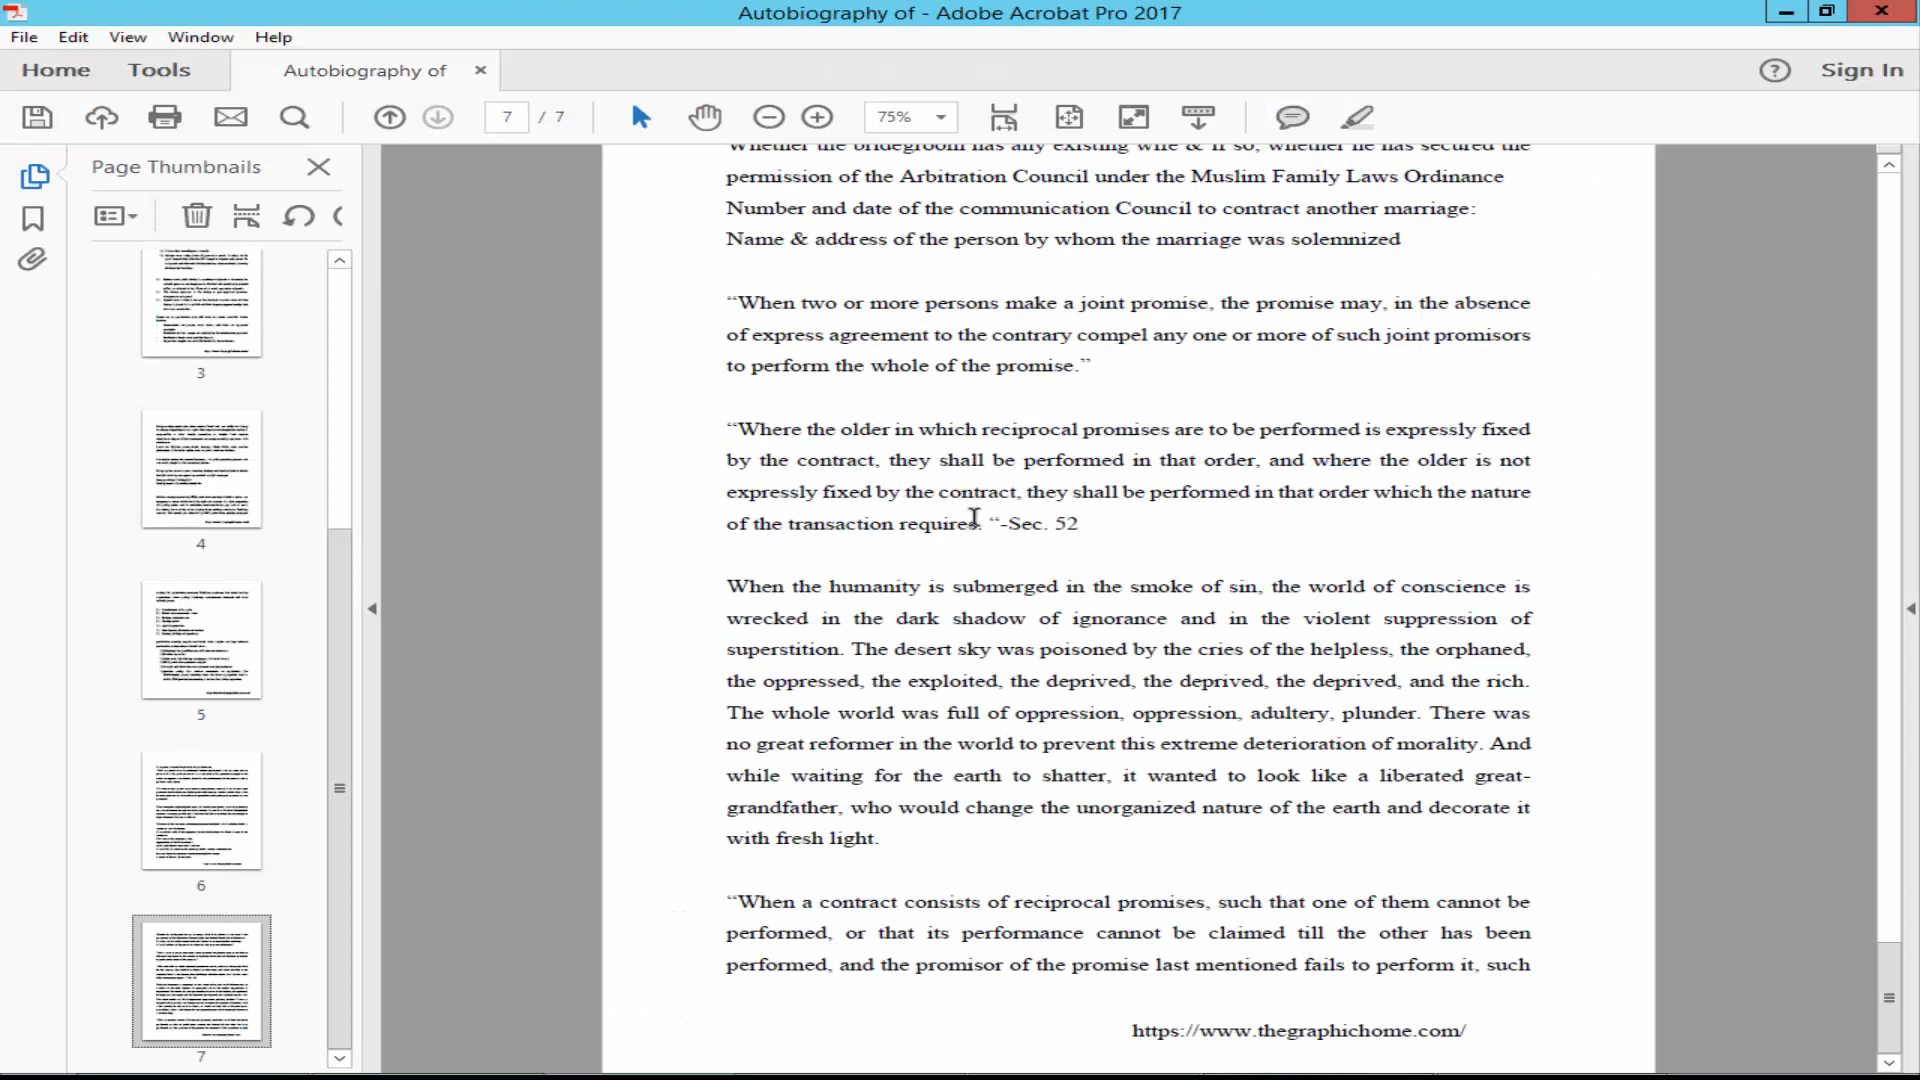 Autobiography of - Adobe Acrobat Pro 2017
File Edit View Window Help
Home Tools Autobiography of Sign In
7 / 7 75%
Page Thumbnails
3
4
5
6
7
Whether the bridegroom has any existing wife & if so, whether he has secured the
permission of the Arbitration Council under the Muslim Family Laws Ordinance
Number and date of the communication Council to contract another marriage:
Name & address of the person by whom the marriage was solemnized
“When two or more persons make a joint promise, the promise may, in the absence
of express agreement to the contrary compel any one or more of such joint promisors
to perform the whole of the promise.”
“Where the older in which reciprocal promises are to be performed is expressly fixed
by the contract, they shall be performed in that order, and where the older is not
expressly fixed by the contract, they shall be performed in that order which the nature
of the transaction requires. “-Sec. 52
When the humanity is submerged in the smoke of sin, the world of conscience is
wrecked in the dark shadow of ignorance and in the violent suppression of
superstition. The desert sky was poisoned by the cries of the helpless, the orphaned,
the oppressed, the exploited, the deprived, the deprived, the deprived, and the rich.
The whole world was full of oppression, oppression, adultery, plunder. There was
no great reformer in the world to prevent this extreme deterioration of morality. And
while waiting for the earth to shatter, it wanted to look like a liberated great-
grandfather, who would change the unorganized nature of the earth and decorate it
with fresh light.
“When a contract consists of reciprocal promises, such that one of them cannot be
performed, or that its performance cannot be claimed till the other has been
performed, and the promisor of the promise last mentioned fails to perform it, such
https://www.thegraphichome.com/